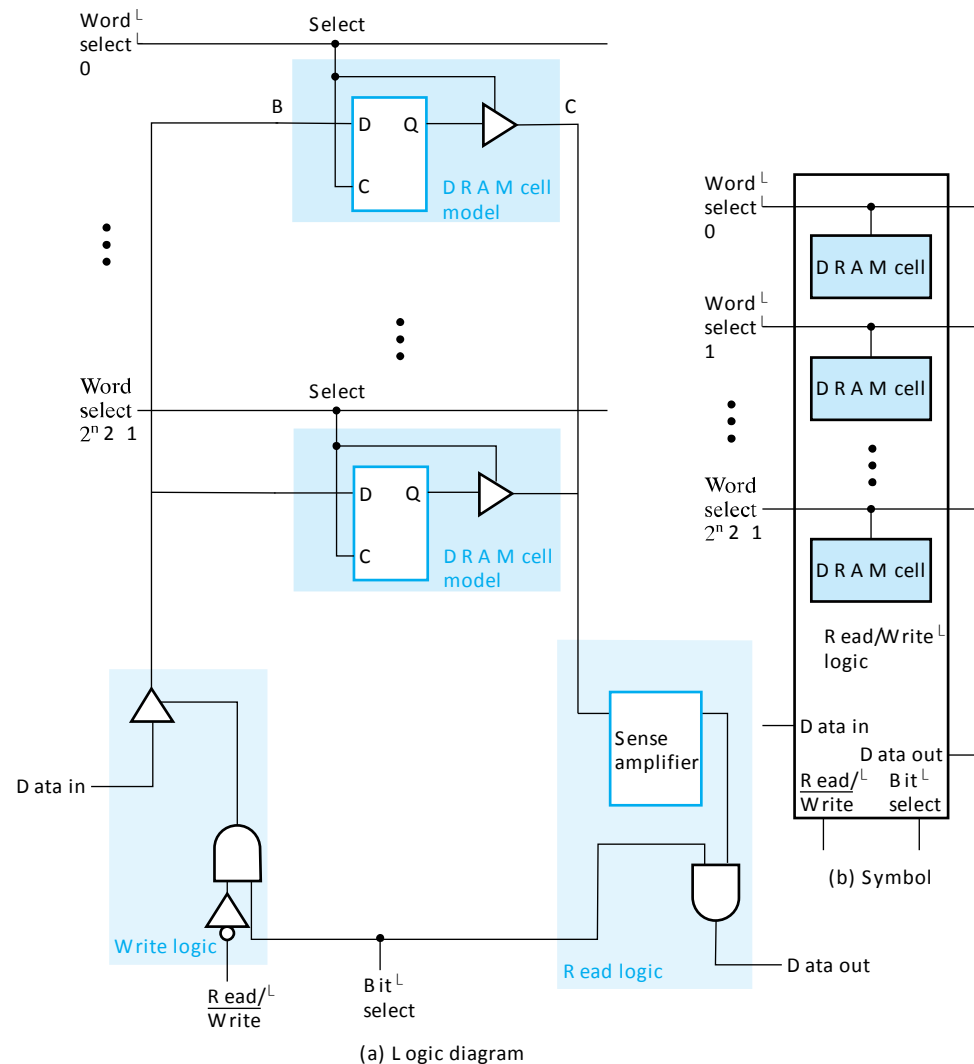 Word
select
0
Select
B
C
D
Q
C
DRAM cell
model
Word
select
2ⁿ 2 1
Select
D
Q
C
DRAM cell
model
Data in
Sense
amplifier
Write logic
Read/
Write
Bit
select
Read logic
Data out
(a) Logic diagram
Word
select
0
DRAM cell
Word
select
1
DRAM cell
Word
select
2ⁿ 2 1
DRAM cell
Read/Write
logic
Data in
Data out
Read/
Write
Bit
select
(b) Symbol